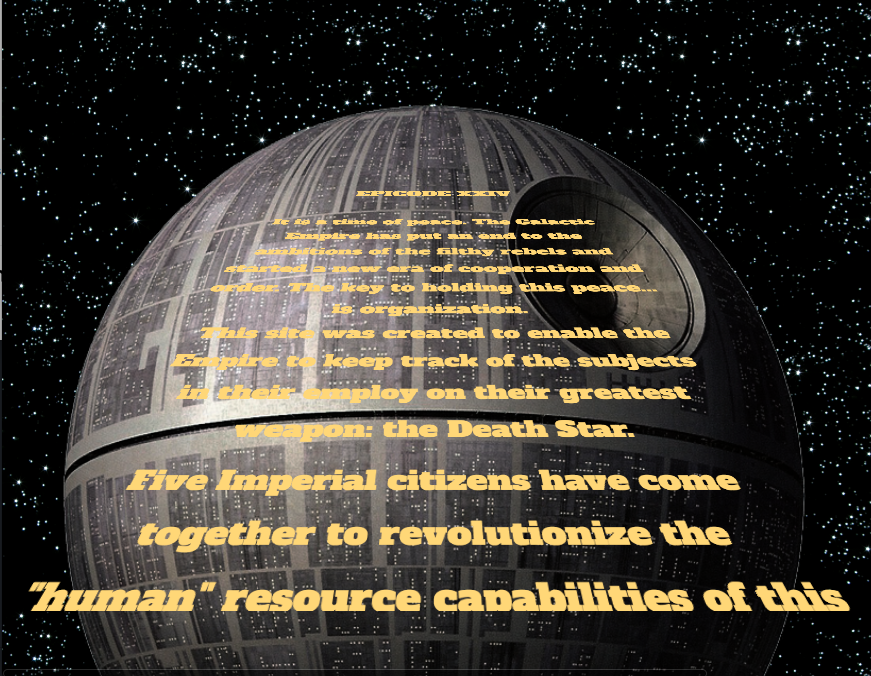 EPICODE XXIV
It is a time of peace. The Galactic
Empire has put an end to the
ambitions of the filthy rebels and
started a new era of cooperation and
order. The key to holding this peace...
is organization.
This site was created to enable the
Empire to keep track of the subjects
in their employ on their greatest
weapon: the Death Star.
Five Imperial citizens have come
together to revolutionize the
"human" resource capabilities of this